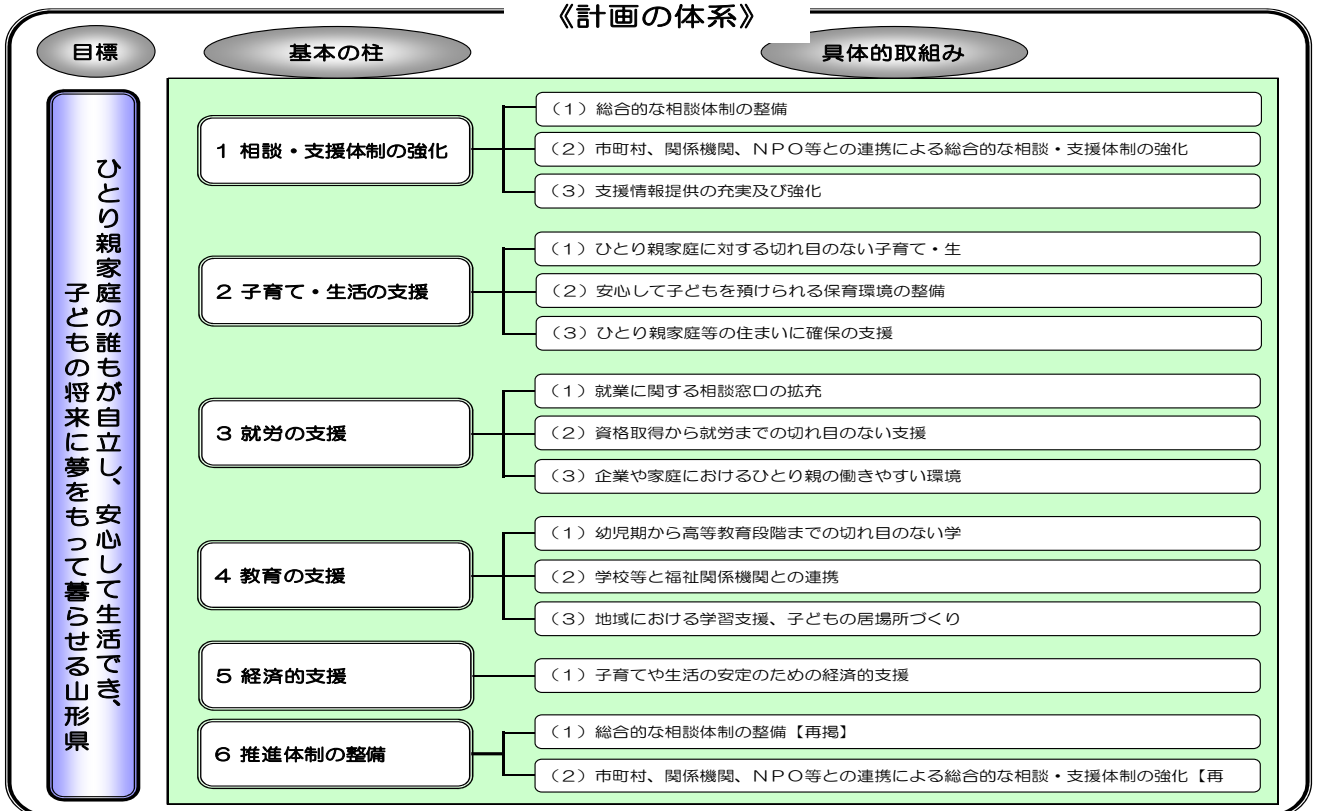 《計画の体系》
目標
基本の柱
具体的取組み
ひとり親家庭の誰もが自立し、安心して生活でき、
子どもの将来に夢をもって暮らせる山形県
1 相談・支援体制の強化
(1)総合的な相談体制の整備
(2)市町村、関係機関、NPO等との連携による総合的な相談・支援体制の強化
(3)支援情報提供の充実及び強化
2 子育て・生活の支援
(1)ひとり親家庭に対する切れ目のない子育て・生
(2)安心して子どもを預けられる保育環境の整備
(3)ひとり親家庭等の住まいに確保の支援
3 就労の支援
(1)就業に関する相談窓口の拡充
(2)資格取得から就労までの切れ目のない支援
(3)企業や家庭におけるひとり親の働きやすい環境
4 教育の支援
(1)幼児期から高等教育段階までの切れ目のない学
(2)学校等と福祉関係機関との連携
(3)地域における学習支援、子どもの居場所づくり
5 経済的支援
(1)子育てや生活の安定のための経済的支援
6 推進体制の整備
(1)総合的な相談体制の整備【再掲】
(2)市町村、関係機関、NPO等との連携による総合的な相談・支援体制の強化【再